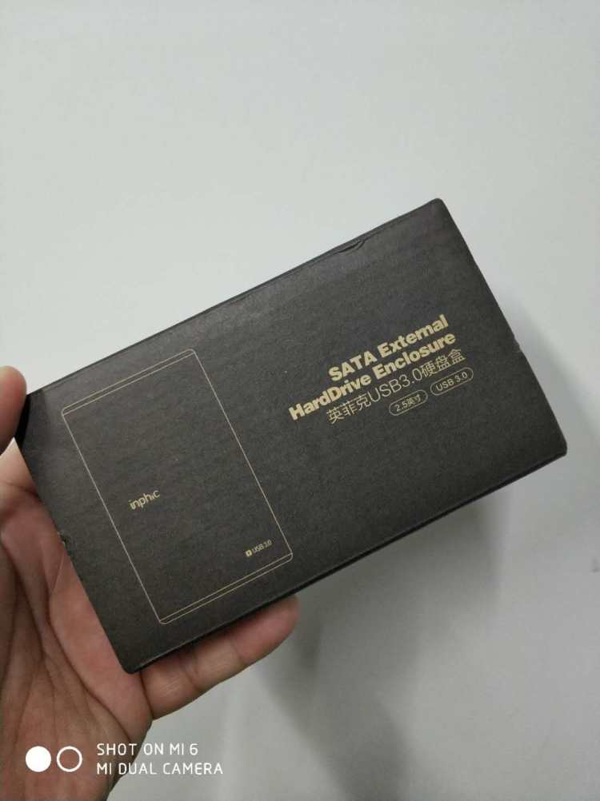 SATA External
HardDrive Enclosure
英菲克USB3.0硬盘盒
2.5英寸 USB 3.0
inphic
USB3.0
SHOT ON MI 6
MI DUAL CAMERA